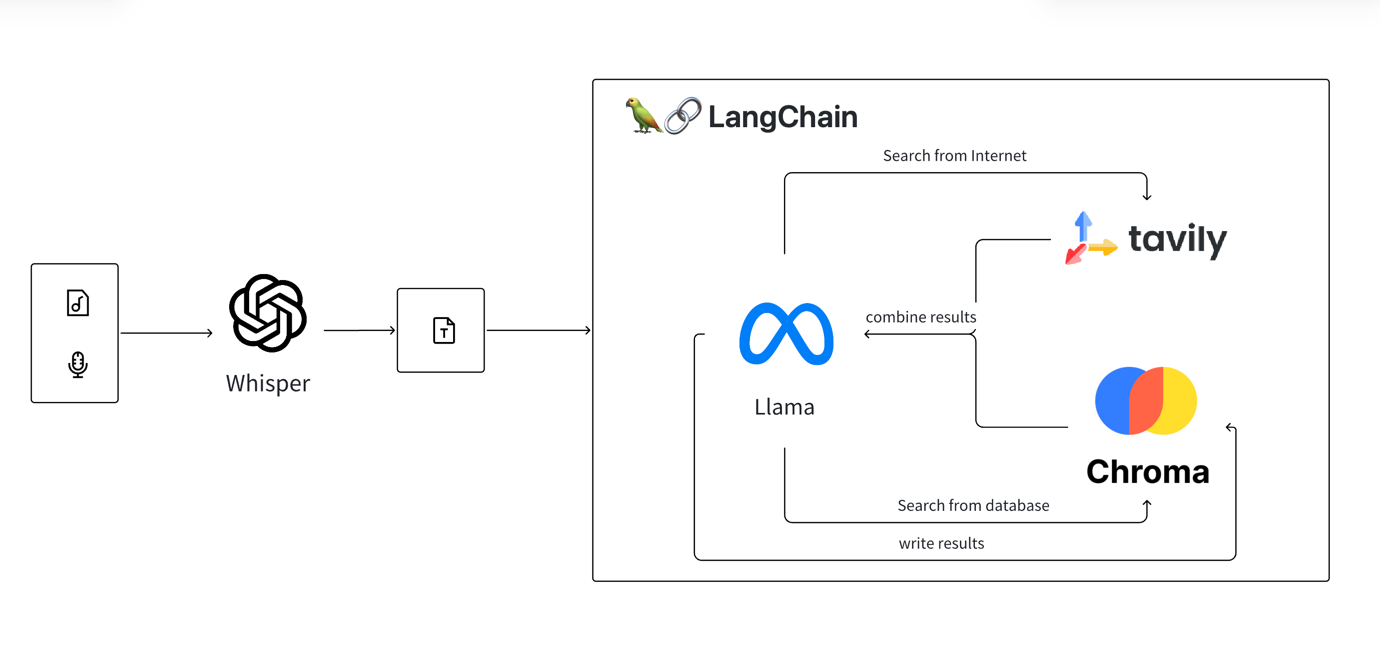 LangChain
Search from Internet
tavily
combine results
Whisper
T
Llama
Chroma
Search from database
write results